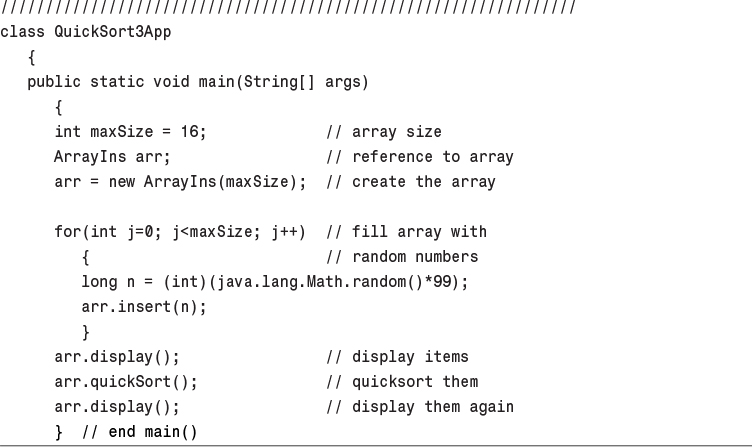 ////////////////////////////////////////////////////////////////
class QuickSort3App
   {
   public static void main(String[] args)
      {
      int maxSize = 16;             // array size
      ArrayIns arr;                 // reference to array
      arr = new ArrayIns(maxSize);  // create the array

      for(int j=0; j<maxSize; j++)  // fill array with
         {                          // random numbers
         long n = (int)(java.lang.Math.random()*99);
         arr.insert(n);
         }
      arr.display();                // display items
      arr.quickSort();              // quicksort them
      arr.display();                // display them again
      }  // end main()